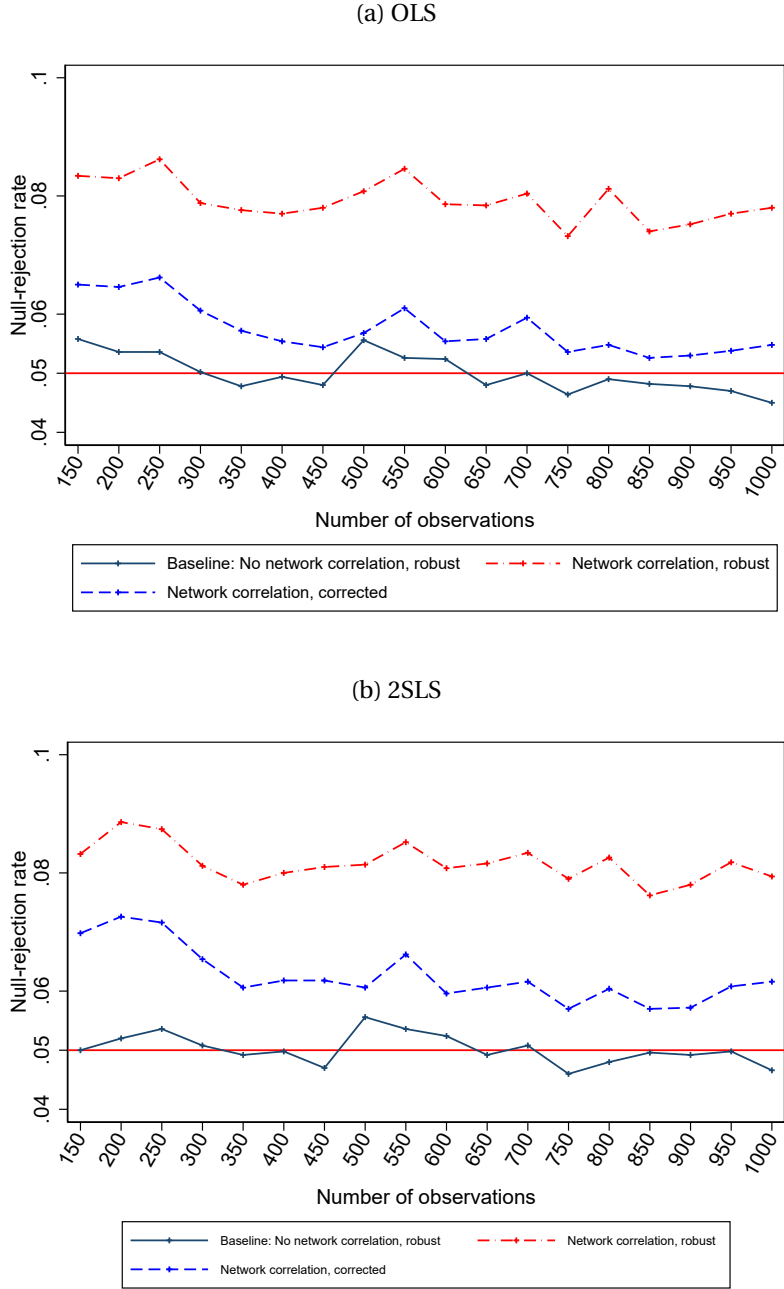 (a) OLS
Null-rejection rate
.1
.08
.06
.05
.04
150 200 250 300 350 400 450 500 550 600 650 700 750 800 850 900 950 1000
Number of observations
Baseline: No network correlation, robust
Network correlation, robust
Network correlation, corrected
(b) 2SLS
Null-rejection rate
.1
.08
.06
.05
.04
150 200 250 300 350 400 450 500 550 600 650 700 750 800 850 900 950 1000
Number of observations
Baseline: No network correlation, robust
Network correlation, robust
Network correlation, corrected